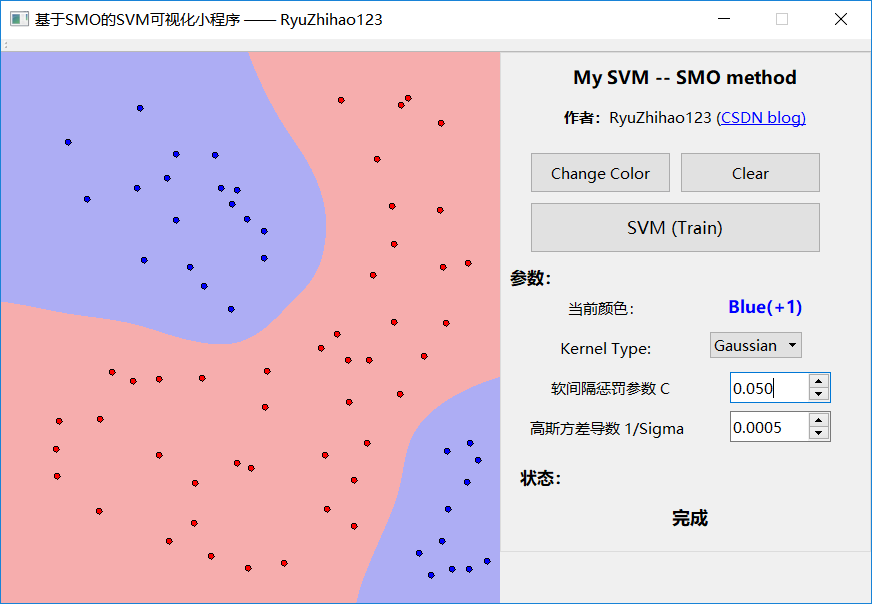 基于SMO的SVM可视化小程序 —— RyuZhihao123
My SVM -- SMO method
作者：RyuZhihao123 (CSDN blog)
Change Color
Clear
SVM (Train)
参数：
当前颜色：
Blue(+1)
Kernel Type:
Gaussian
软间隔惩罚参数 C
0.050
高斯方差导数 1/Sigma
0.0005
状态：
完成